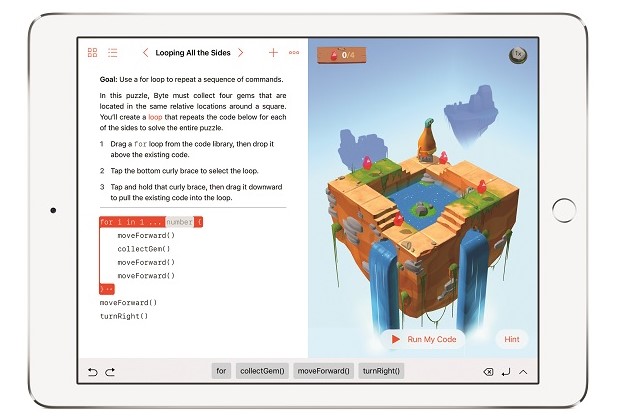 Looping All the Sides
0/4
1x
Goal: Use a for loop to repeat a sequence of commands.
In this puzzle, Byte must collect four gems that are
located in the same relative locations around a square.
You'll create a loop that repeats the code below for each
of the sides to solve the entire puzzle.
1 Drag a for loop from the code library, then drop it
above the existing code.
2 Tap the bottom curly brace to select the loop.
3 Tap and hold that curly brace, then drag it downward
to pull the existing code into the loop.
for i in 1 ... number {
moveForward()
collectGem()
moveForward()
moveForward()
}
moveForward()
turnRight()
Run My Code
Hint
for collectGem() moveForward() turnRight()